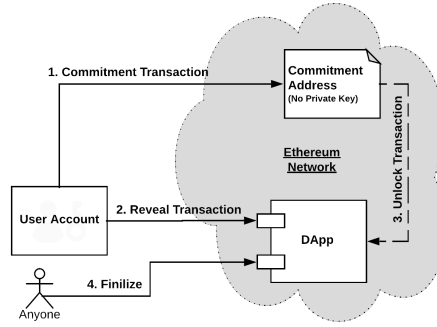 1. Commitment Transaction
Commitment
Address
(No Private Key)
3. Unlock Transaction
Ethereum
Network
User Account
2. Reveal Transaction
DApp
4. Finilize
Anyone